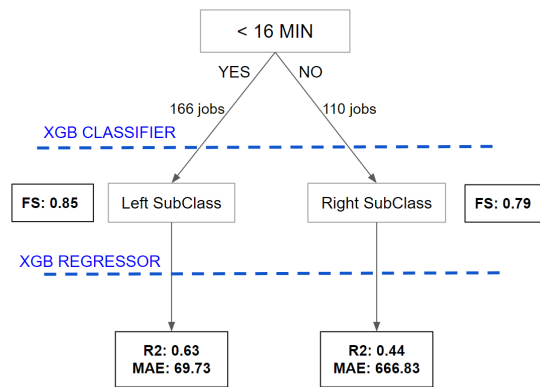 < 16 MIN
YES
NO
166 jobs
110 jobs
XGB CLASSIFIER
FS: 0.85
Left SubClass
Right SubClass
FS: 0.79
XGB REGRESSOR
R2: 0.63
MAE: 69.73
R2: 0.44
MAE: 666.83